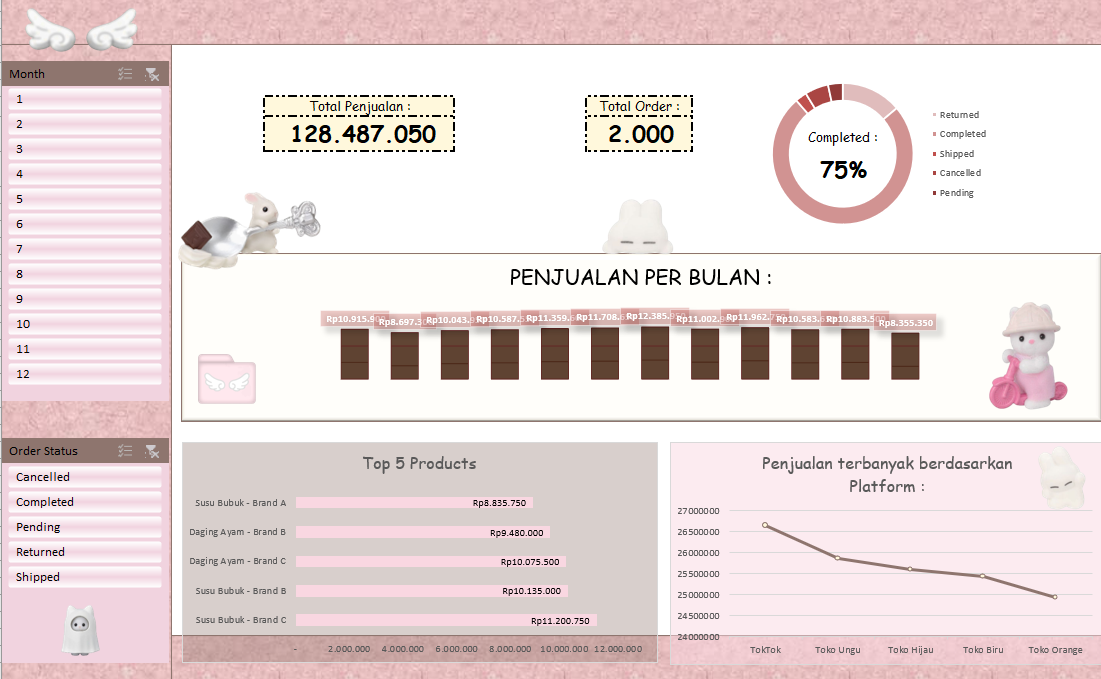 Month
1
2
3
4
5
6
7
8
9
10
11
12
Order Status
Cancelled
Completed
Pending
Returned
Shipped
Total Penjualan :
128.487.050
Total Order :
2.000
Completed :
75%
Returned
Completed
Shipped
Cancelled
Pending
PENJUALAN PER BULAN :
Rp8.355.350
Top 5 Products
Susu Bubuk - Brand A Rp8.835.750
Daging Ayam - Brand B Rp9.480.000
Daging Ayam - Brand C Rp10.075.500
Susu Bubuk - Brand B Rp10.135.000
Susu Bubuk - Brand C Rp11.200.750
- 2.000.000 4.000.000 6.000.000 8.000.000 10.000.000 12.000.000
Penjualan terbanyak berdasarkan
Platform :
27000000
26500000
26000000
25500000
25000000
24500000
24000000
TokTok Toko Ungu Toko Hijau Toko Biru Toko Orange